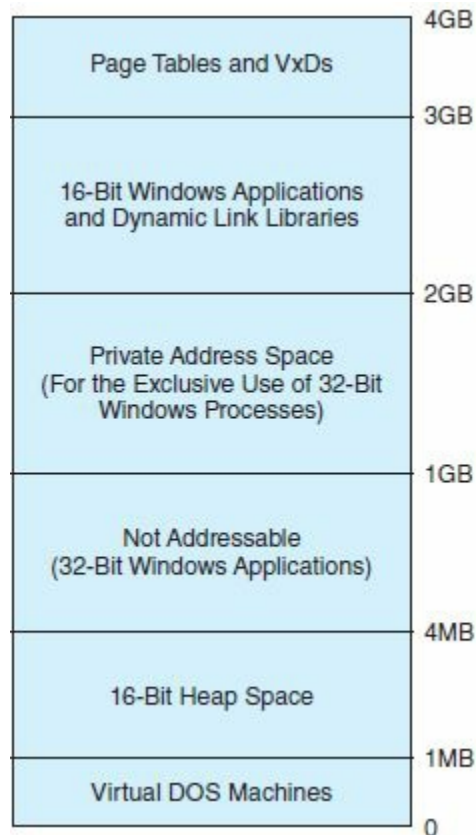 4GB
Page Tables and VxDs
3GB
16-Bit Windows Applications
and Dynamic Link Libraries
2GB
Private Address Space
(For the Exclusive Use of 32-Bit
Windows Processes)
1GB
Not Addressable
(32-Bit Windows Applications)
4MB
16-Bit Heap Space
1MB
Virtual DOS Machines
0